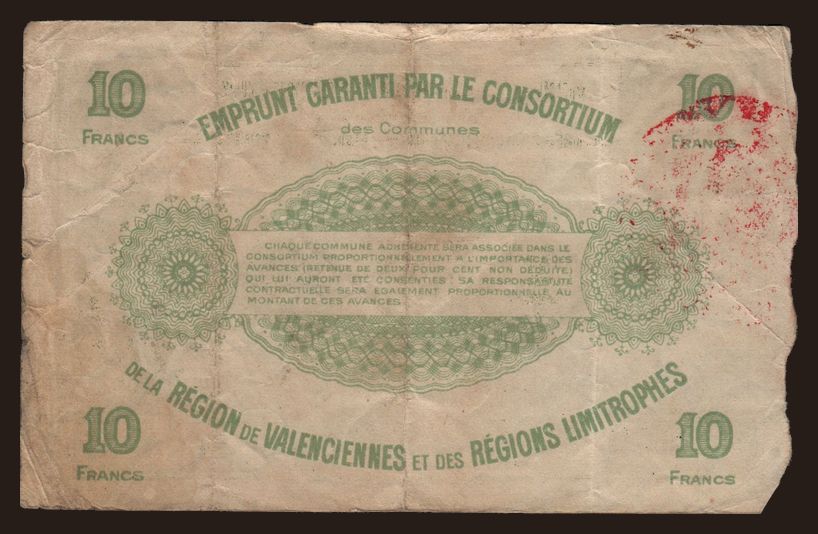 10 FRANCS
EMPRUNT GARANTI PAR LE CONSORTIUM
10 FRANCS
des Communes
CHAQUE COMMUNE ADHÉRENTE SERA ASSOCIÉE DANS LE
CONSORTIUM PROPORTIONNELLEMENT A L'IMPORTANCE DES
AVANCES (RETENUE DE DEUX POUR CENT NON DÉDUITE)
QUI LUI AURONT ÉTÉ CONSENTIES : SA RESPONSABILITÉ
CONTRACTUELLE SERA ÉGALEMENT PROPORTIONNELLE AU
MONTANT DE CES AVANCES
DE LA RÉGION DE VALENCIENNES ET DES RÉGIONS LIMITROPHES
10 FRANCS
10 FRANCS